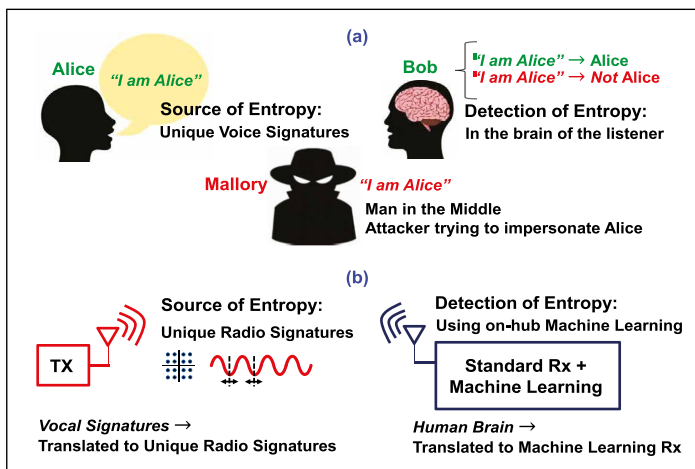 (a)
Alice
"I am Alice"
Source of Entropy:
Unique Voice Signatures
Bob
"I am Alice" → Alice
"I am Alice" → Not Alice
Detection of Entropy:
In the brain of the listener
Mallory
"I am Alice"
Man in the Middle
Attacker trying to impersonate Alice
(b)
Source of Entropy:
Unique Radio Signatures
TX
Vocal Signatures →
Translated to Unique Radio Signatures
Detection of Entropy:
Using on-hub Machine Learning
Standard Rx +
Machine Learning
Human Brain →
Translated to Machine Learning Rx